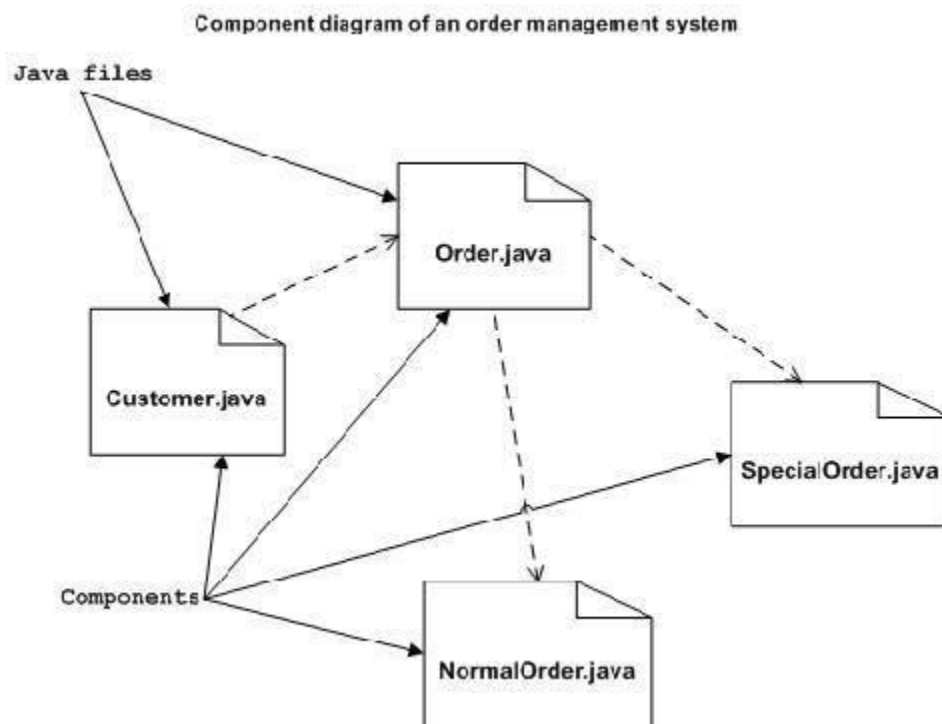 Component diagram of an order management system
Java files
Order.java
Customer.java
SpecialOrder.java
Components
NormalOrder.java